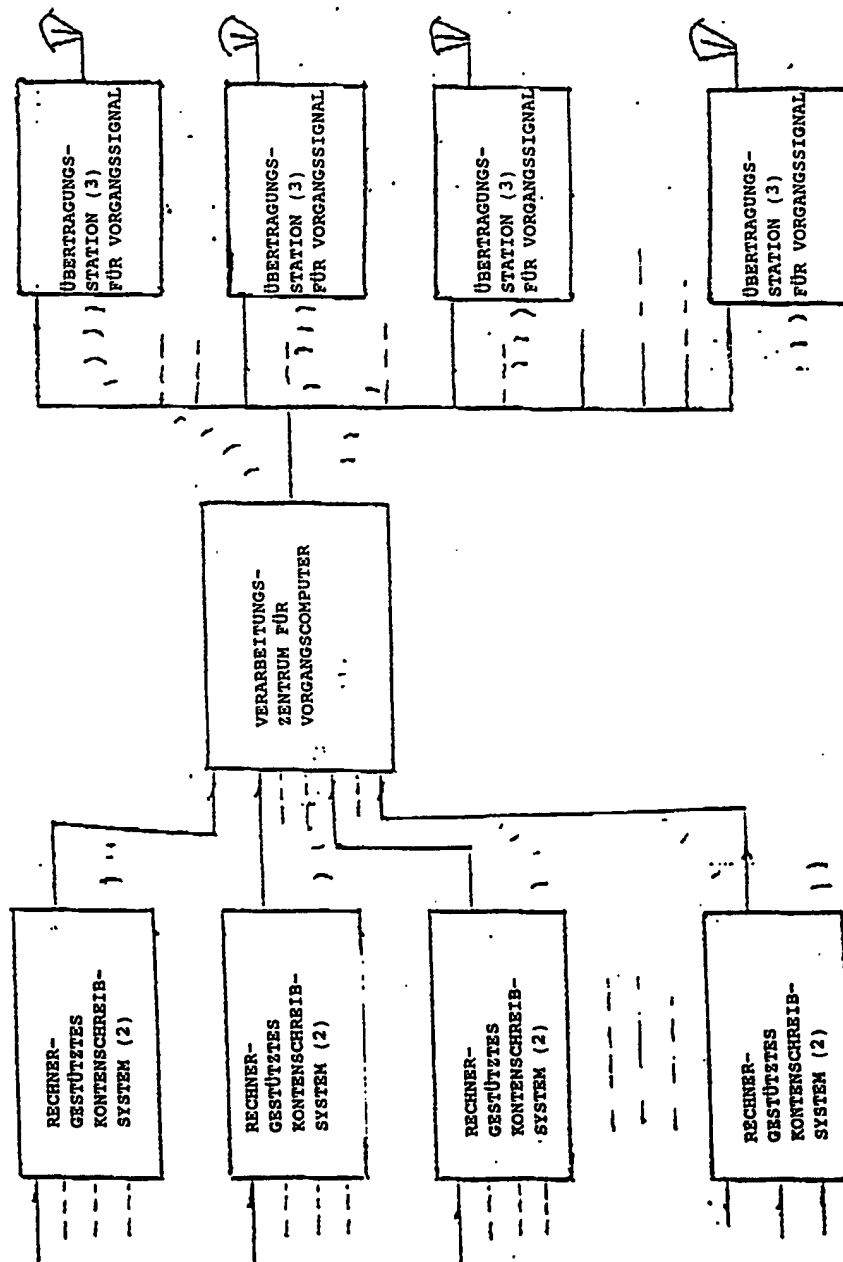 ÜBERTRAGUNGS-
STATION (3)
FÜR VORGANGSSIGNAL
ÜBERTRAGUNGS-
STATION (3)
FÜR VORGANGSSIGNAL
ÜBERTRAGUNGS-
STATION (3)
FÜR VORGANGSSIGNAL
ÜBERTRAGUNGS-
STATION (3)
FÜR VORGANGSSIGNAL
VERARBEITUNGS-
ZENTRUM FÜR
VORGANGSCOMPUTER
RECHNER-
GESTÜTZTES
KONTENSCHREIB-
SYSTEM (2)
RECHNER-
GESTÜTZTES
KONTENSCHREIB-
SYSTEM (2)
RECHNER-
GESTÜTZTES
KONTENSCHREIB-
SYSTEM (2)
RECHNER-
GESTÜTZTES
KONTENSCHREIB-
SYSTEM (2)